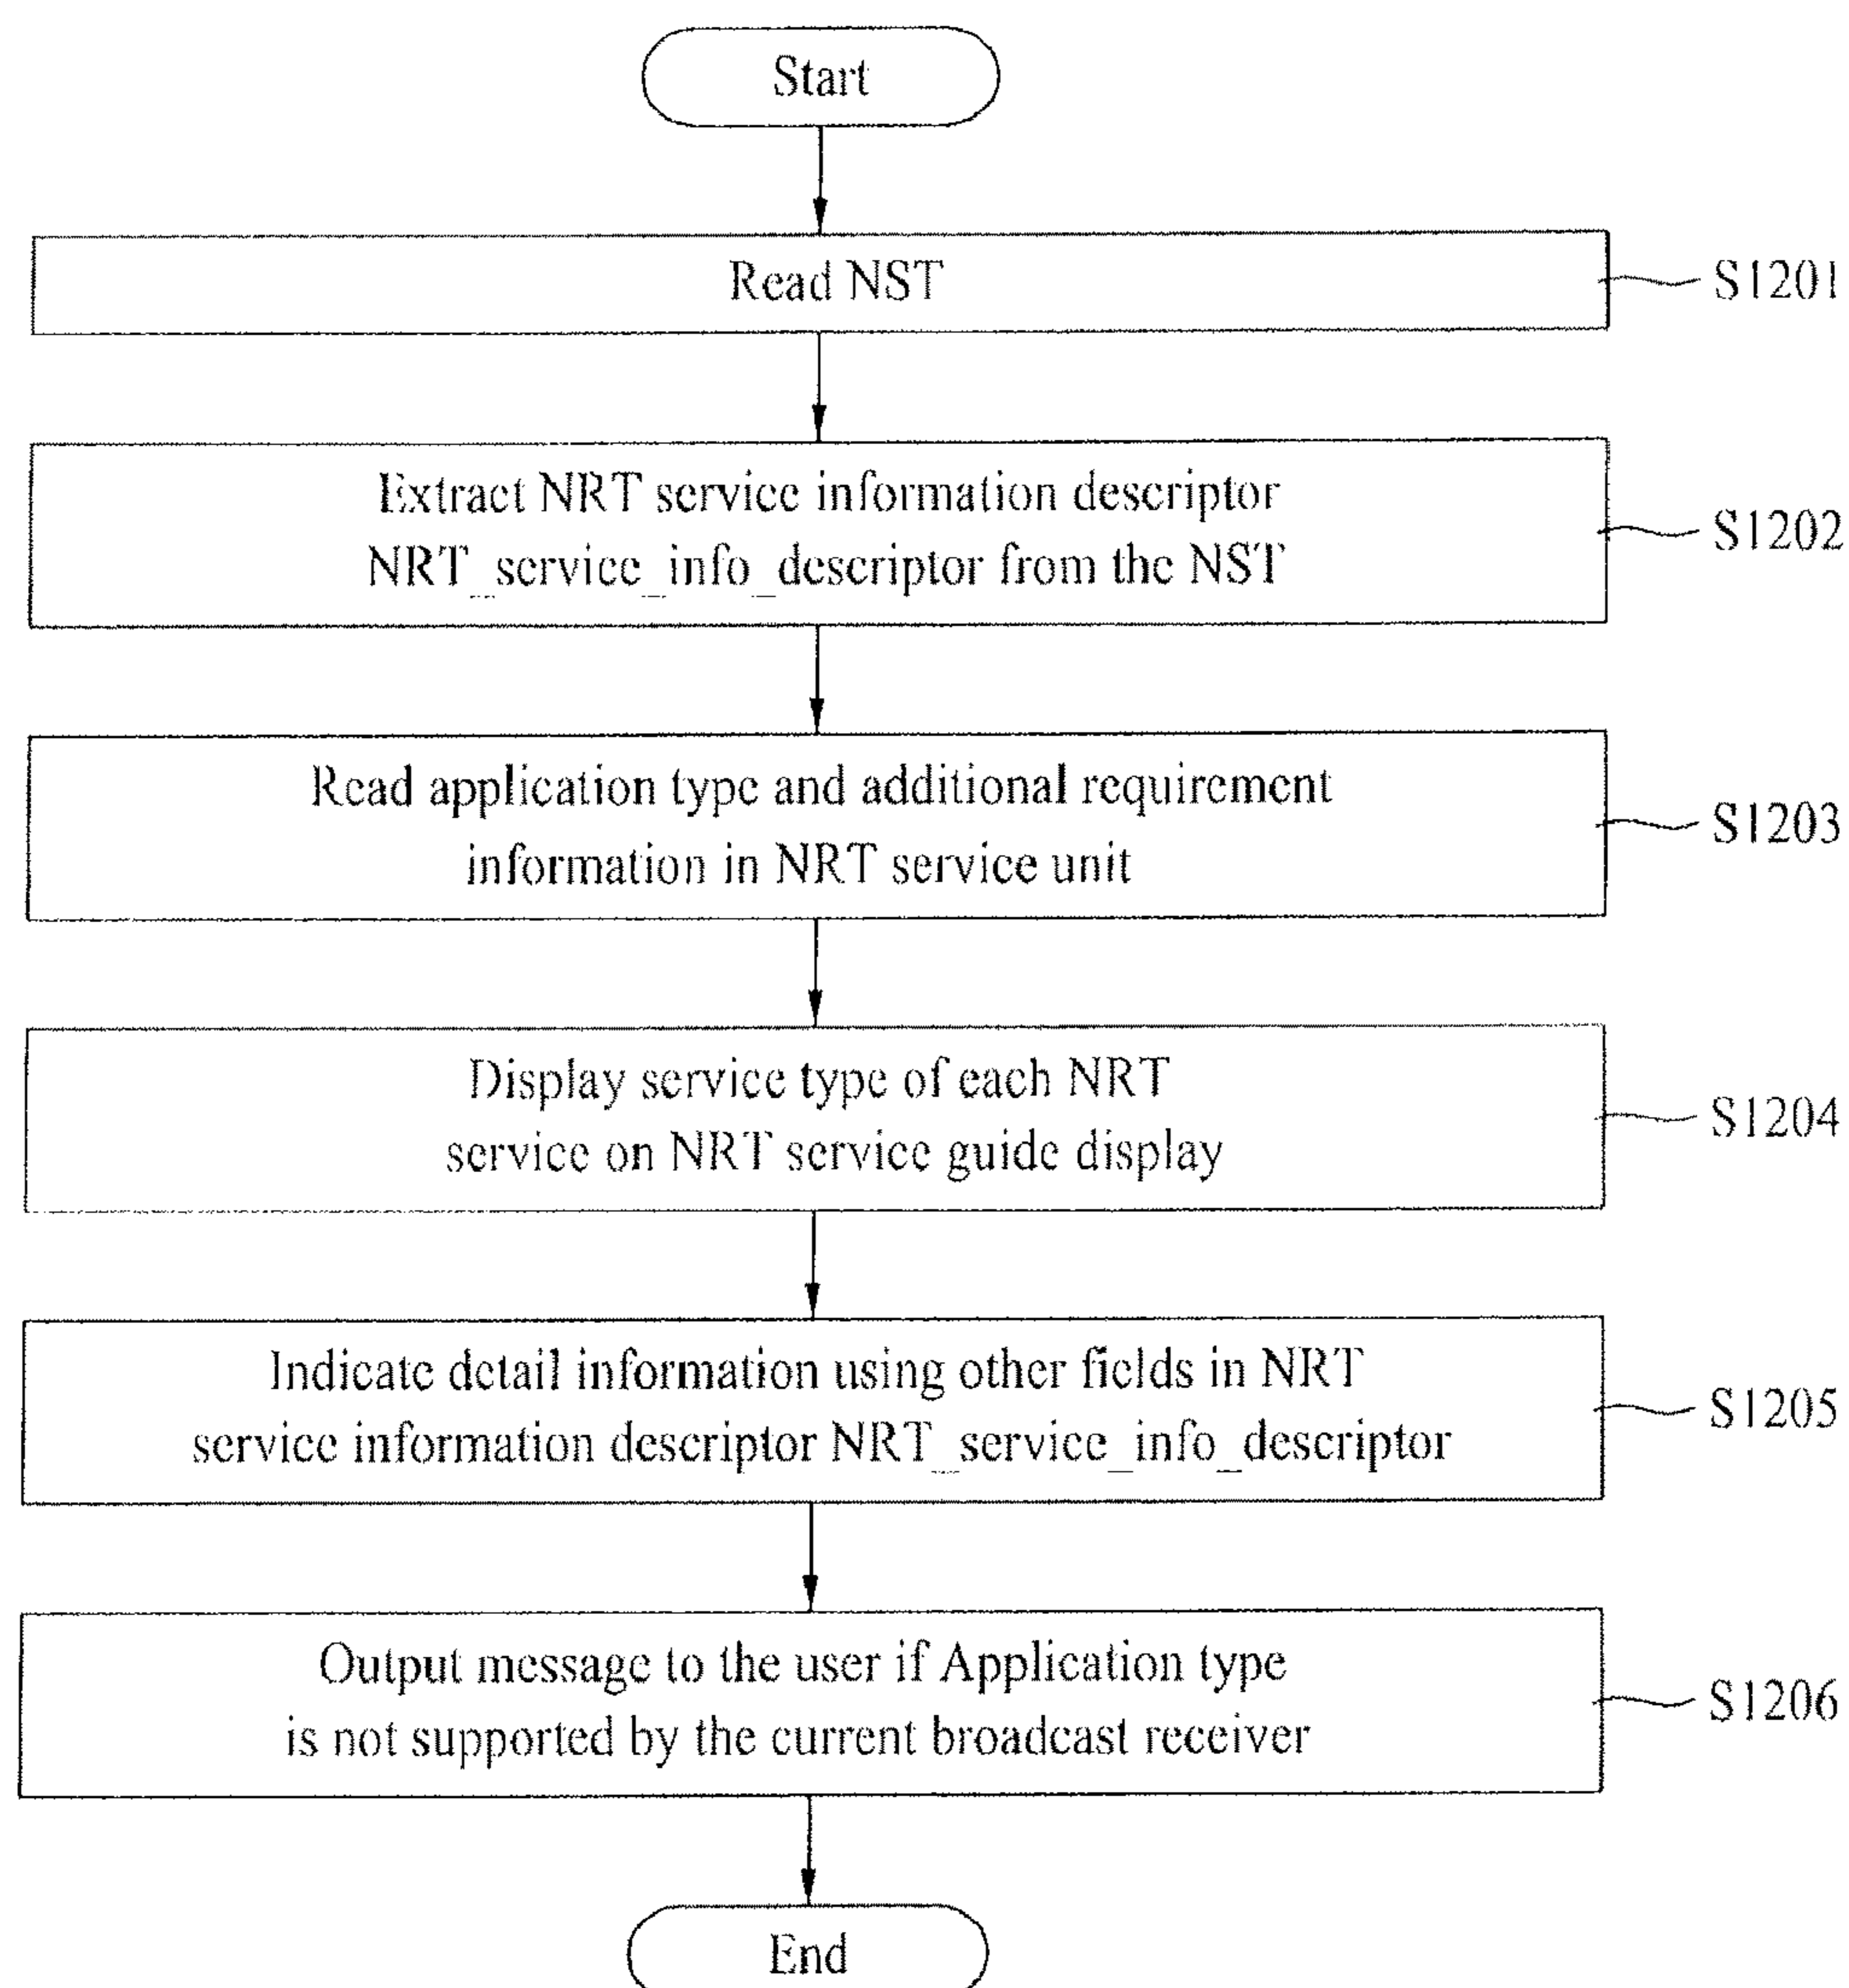 Start
Read NST
S1201
Extract NRT service information descriptor
NRT_service_info_descriptor from the NST
S1202
Read application type and additional requirement
information in NRT service unit
S1203
Display service type of each NRT
service on NRT service guide display
S1204
Indicate detail information using other fields in NRT
service information descriptor NRT_service_info_descriptor
S1205
Output message to the user if Application type
is not supported by the current broadcast receiver
S1206
End